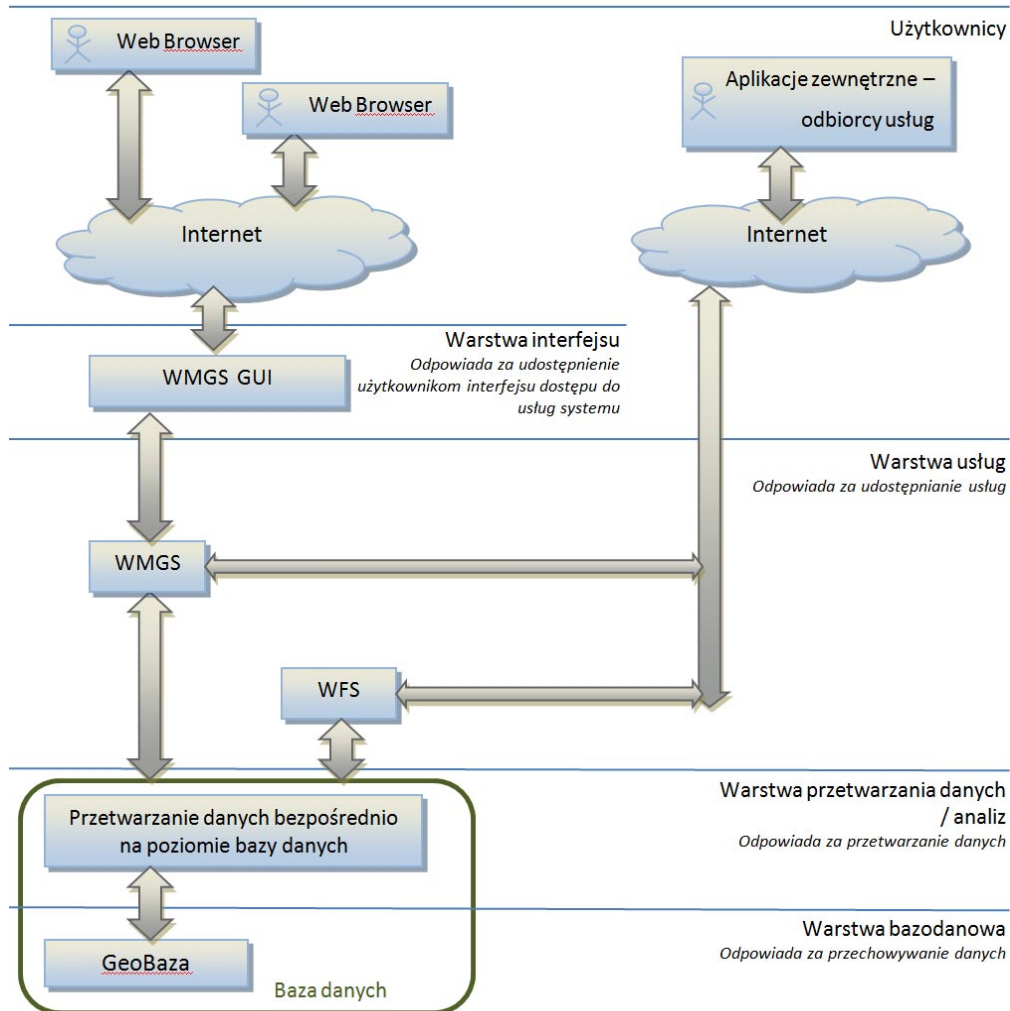 Użytkownicy
Web Browser
Web Browser
Aplikacje zewnętrzne –
odbiorcy usług
Internet
Internet
Warstwa interfejsu
Odpowiada za udostępnienie
użytkownikom interfejsu dostępu do
usług systemu
WMGS GUI
Warstwa usług
Odpowiada za udostępnianie usług
WMGS
WFS
Warstwa przetwarzania danych
/ analiz
Odpowiada za przetwarzanie danych
Przetwarzanie danych bezpośrednio
na poziomie bazy danych
Warstwa bazodanowa
Odpowiada za przechowywanie danych
GeoBaza
Baza danych